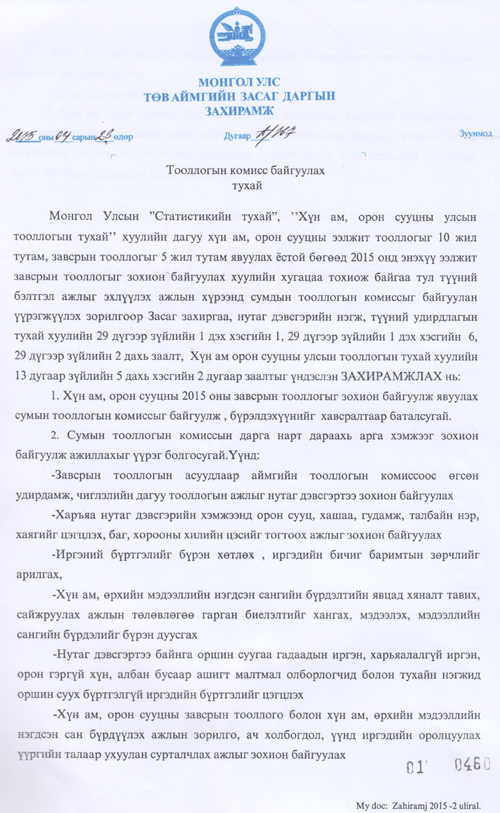 МОНГОЛ УЛС
ТӨВ АЙМГИЙН ЗАСАГ ДАРГЫН
ЗАХИРАМЖ
2015 оны 04 сарын 23 өдөр Дугаар Зуунмод
Тооллогын комисс байгуулах
тухай
Монгол Улсын ”Статистикийн тухай”, ’’Хүн ам, орон сууцны улсын
тооллогын тухай’’ хуулийн дагуу хүн ам, орон сууцны ээлжит тооллогыг 10 жил
тутам, завсрын тооллогыг 5 жил тутам явуулах ёстой бөгөөд 2015 онд энэхүү ээлжит
завсрын тооллогыг зохион байгуулах хуулийн хугацаа тохиож байгаа тул түүний
бэлтгэл ажлыг эхлүүлэх ажлын хүрээнд сумдын тооллогын комиссыг байгуулан
үүрэгжүүлэх зорилгоор Засаг захиргаа, нутаг дэвсгэрийн нэгж, түүний удирдлагын
тухай хуулийн 29 дүгээр зүйлийн 1 дэх хэсгийн 1, 29 дүгээр зүйлийн 1 дэх хэсгийн 6,
29 дүгээр зүйлийн 2 дахь заалт, Хүн ам орон сууцны улсын тооллогын тухай хуулийн
13 дугаар зүйлийн 5 дахь хэсгийн 2 дугаар заалтыг үндэслэн ЗАХИРАМЖЛАХ нь:
1. Хүн ам, орон сууцны 2015 оны завсрын тооллогыг зохион байгуулж явуулах
сумын тооллогын комиссыг байгуулж , бүрэлдэхүүнийг хавсралтаар баталсугай.
2. Сумын тооллогын комиссын дарга нарт дараахь арга хэмжээг зохион
байгуулж ажиллахыг үүрэг болгосугай.Үүнд:
-Завсрын тооллогын асуудлаар аймгийн тооллогын комиссоос өгсөн
удирдамж, чиглэлийн дагуу тооллогын ажлыг нутаг дэвсгэртээ зохион байгуулах
-Харъяа нутаг дэвсгэрийн хэмжээнд орон сууц, хашаа, гудамж, талбайн нэр,
хаягийг цэгцлэх, баг, хорооны хилийн цэсийг тогтоох ажлыг зохион байгуулах
-Иргэний бүртгэлийг бүрэн хөтлөх , иргэдийн бичиг баримтын зөрчлийг
арилгах,
-Хүн ам, өрхийн мэдээллийн нэгдсэн сангийн бүрдэлтийн явцад хяналт тавих,
сайжруулах ажлын төлөвлөгөө гарган биелэлтийг хангах, мэдээлэх, мэдээллийн
сангийн бүрдэлийг бүрэн дуусгах
-Нутаг дэвсгэртээ байнга оршин суугаа гадаадын иргэн, харьяалалгүй иргэн,
орон гэргүй хүн, албан бусаар ашигт малтмал олборлогчид болон тухайн нэгжид
оршин суух бүртгэлгүй иргэдийн бүртгэлийг цэгцлэх
-Хүн ам, орон сууцны завсрын тооллого болон хүн ам, өрхийн мэдээллийн
нэгдсэн сан бүрдүүлэх ажлын зорилго, ач холбогдол, үүнд иргэдийн оролцуулах
үүргийн талаар ухуулан сурталчлах ажлыг зохион байгуулах
01 0460
My doc: Zahiramj 2015 -2 uliral.